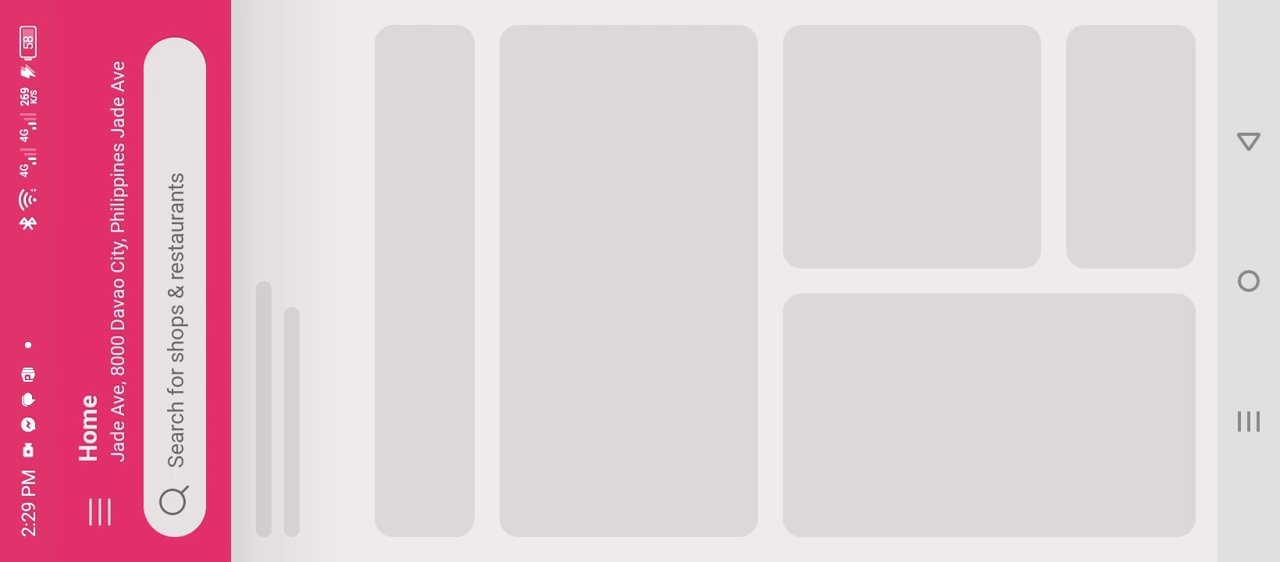 2:29 PM
4G 4G 269 K/S 58
Home
Jade Ave, 8000 Davao City, Philippines Jade Ave
Search for shops & restaurants